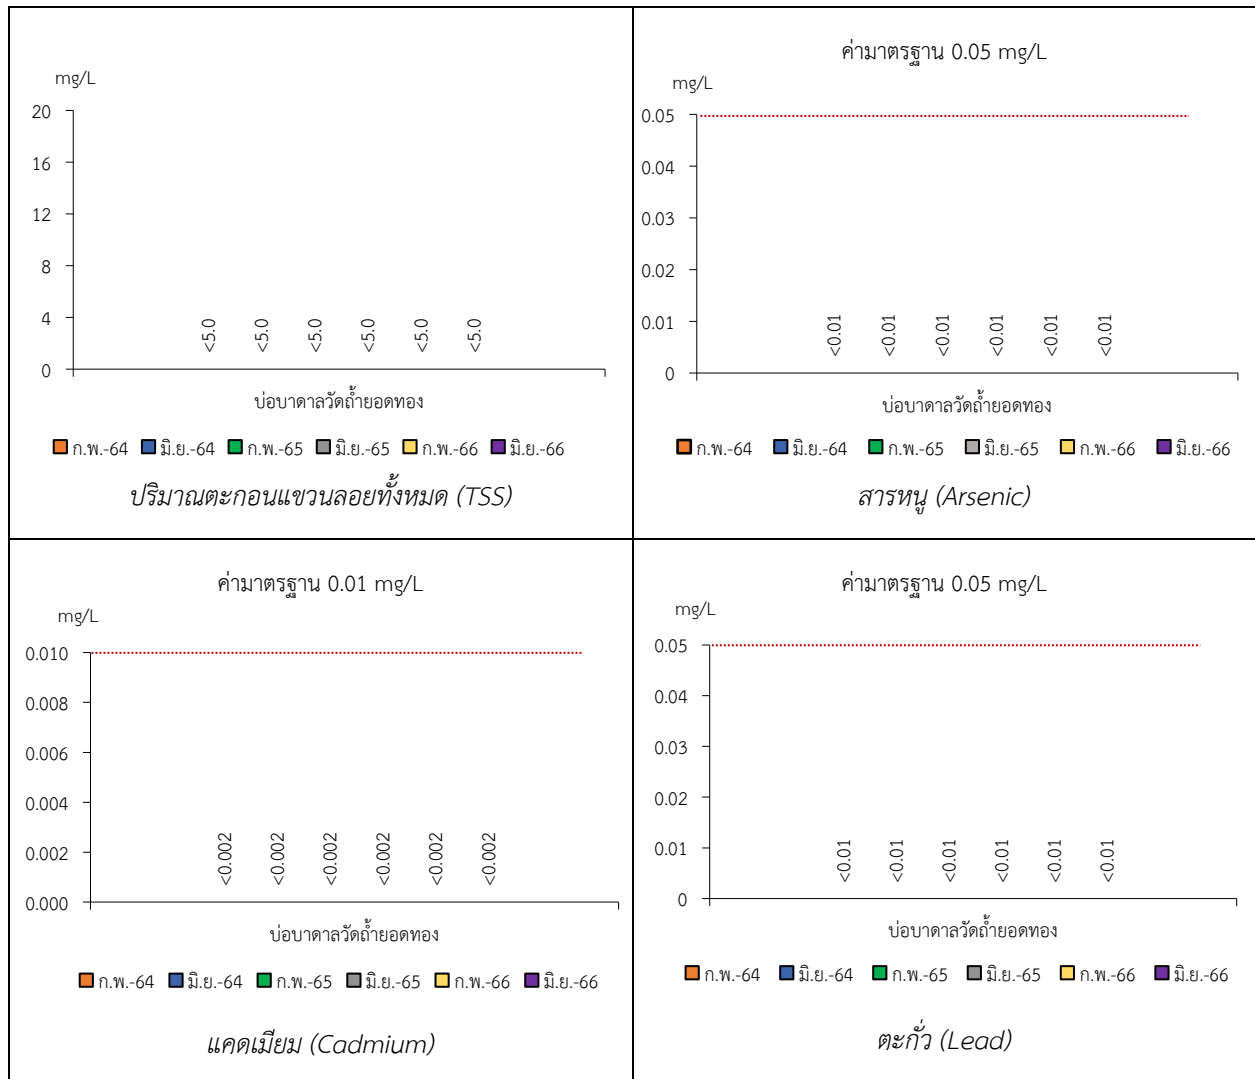 mg/L
20
16
12
8
4
0
<5.0 <5.0 <5.0 <5.0 <5.0 <5.0
บ่อบาดาลวัดถ้ำยอดทอง
ก.พ.-64 มิ.ย.-64 ก.พ.-65 มิ.ย.-65 ก.พ.-66 มิ.ย.-66
ปริมาณตะกอนแขวนลอยทั้งหมด (TSS)
ค่ามาตรฐาน 0.05 mg/L
mg/L
0.05
0.04
0.03
0.02
0.01
0
<0.01 <0.01 <0.01 <0.01 <0.01 <0.01
บ่อบาดาลวัดถ้ำยอดทอง
ก.พ.-64 มิ.ย.-64 ก.พ.-65 มิ.ย.-65 ก.พ.-66 มิ.ย.-66
สารหนู (Arsenic)
ค่ามาตรฐาน 0.01 mg/L
mg/L
0.010
0.008
0.006
0.004
0.002
0.000
<0.002 <0.002 <0.002 <0.002 <0.002 <0.002
บ่อบาดาลวัดถ้ำยอดทอง
ก.พ.-64 มิ.ย.-64 ก.พ.-65 มิ.ย.-65 ก.พ.-66 มิ.ย.-66
แคดเมียม (Cadmium)
ค่ามาตรฐาน 0.05 mg/L
mg/L
0.05
0.04
0.03
0.02
0.01
0
<0.01 <0.01 <0.01 <0.01 <0.01 <0.01
บ่อบาดาลวัดถ้ำยอดทอง
ก.พ.-64 มิ.ย.-64 ก.พ.-65 มิ.ย.-65 ก.พ.-66 มิ.ย.-66
ตะกั่ว (Lead)